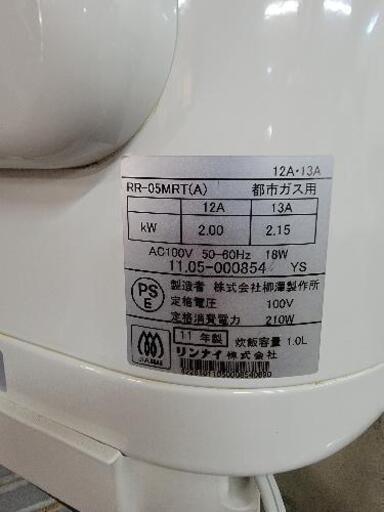 12A・13A
RR-05MRT(A) 都市ガス用
12A 13A
kW 2.00 2.15
AC100V 50-60Hz 18W
11.05-000854 YS
PS E
製造者 株式会社柳澤製作所
定格電圧 100V
定格消費電力 210W
11年製 炊飯容量 1.0L
リンナイ株式会社